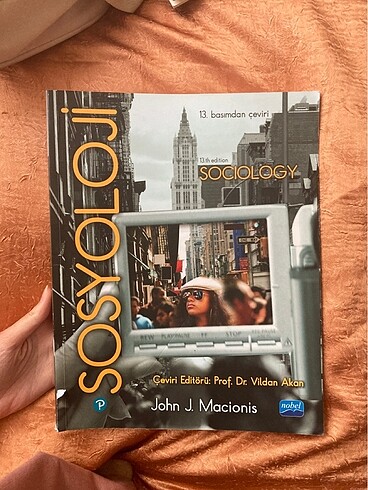 SOSYOLOJİ
13. basımdan çeviri
13th edition
SOCIOLOGY
Çeviri Editörü: Prof. Dr. Vildan Akan
John J. Macionis
P
nobel